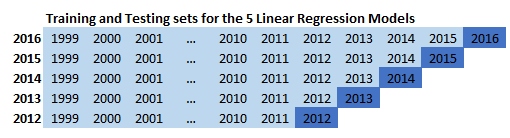 Training and Testing sets for the 5 Linear Regression Models
2016 1999 2000 2001 ... 2010 2011 2012 2013 2014 2015 2016
2015 1999 2000 2001 ... 2010 2011 2012 2013 2014 2015
2014 1999 2000 2001 ... 2010 2011 2012 2013 2014
2013 1999 2000 2001 ... 2010 2011 2012 2013
2012 1999 2000 2001 ... 2010 2011 2012